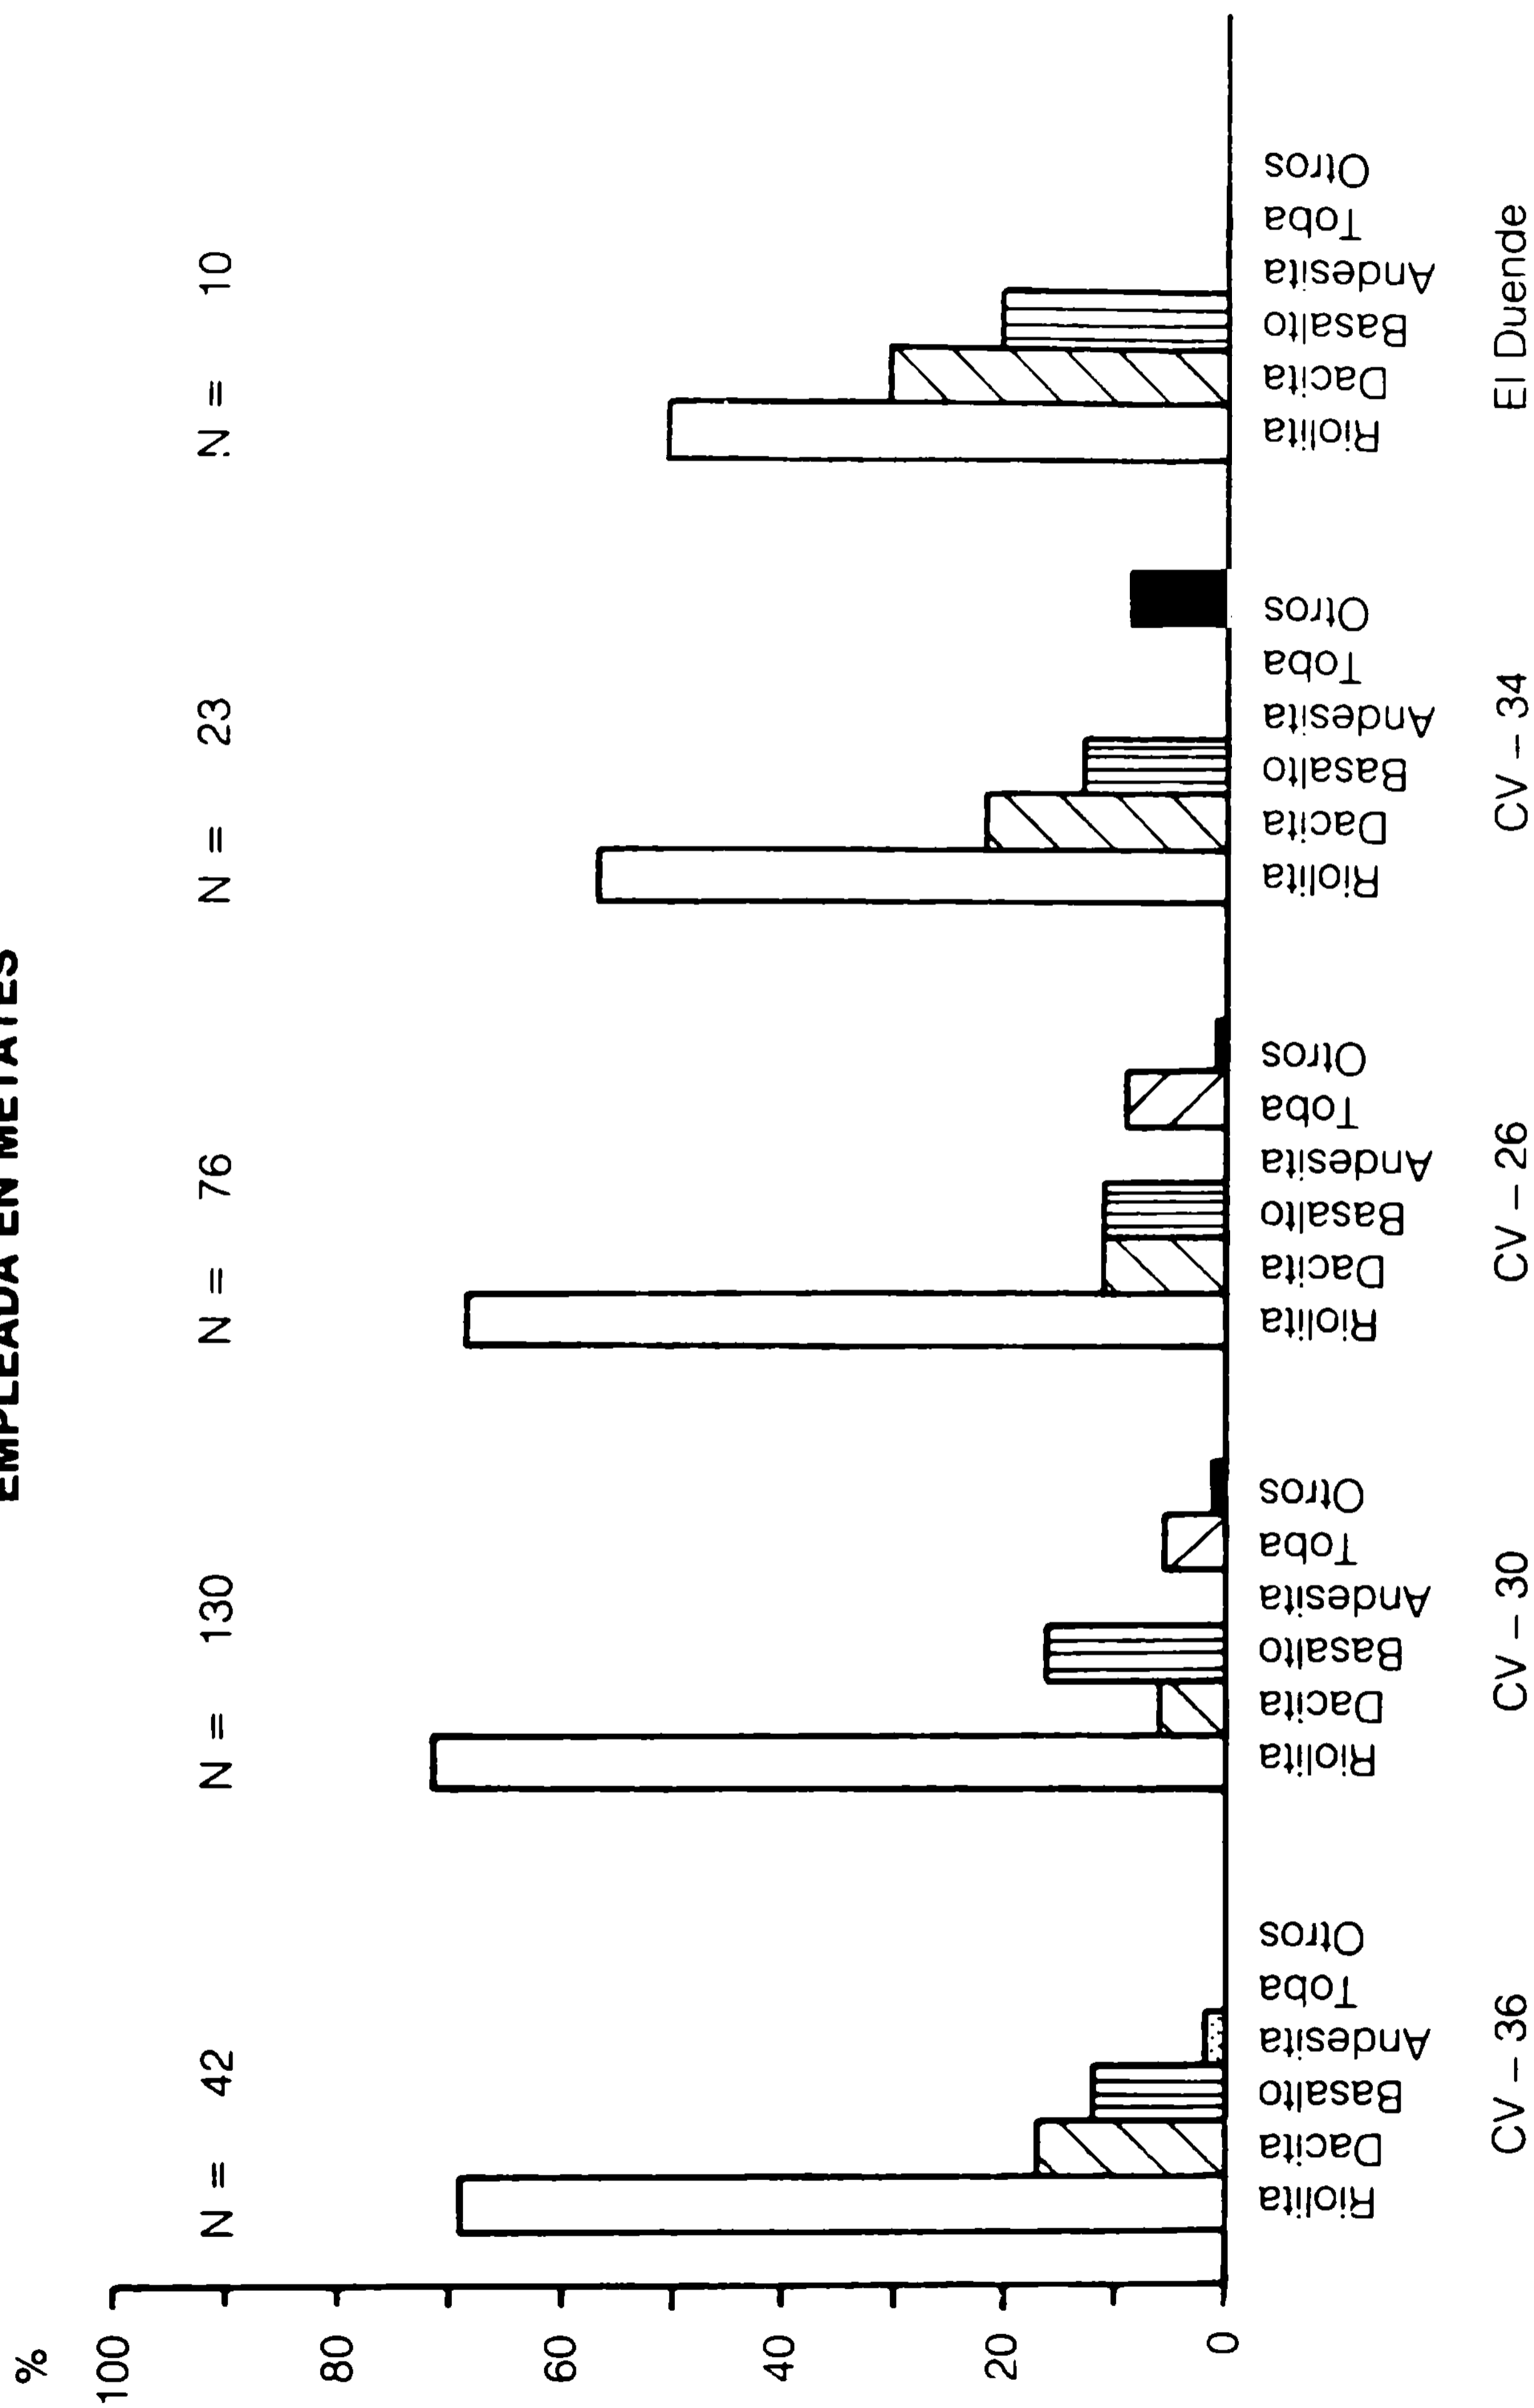 EMPLEADA EN METATES
%
N = 42
N = 130
N = 76
N = 23
N = 10
100
80
60
40
20
0
Riolita
Dacita
Basalto
Andesita
Toba
Otros
Riolita
Dacita
Basalto
Andesita
Toba
Otros
Riolita
Dacita
Basalto
Andesita
Toba
Otros
Riolita
Dacita
Basalto
Andesita
Toba
Otros
Riolita
Dacita
Basalto
Andesita
Toba
Otros
CV – 36
CV – 30
CV – 26
CV – 34
El Duende